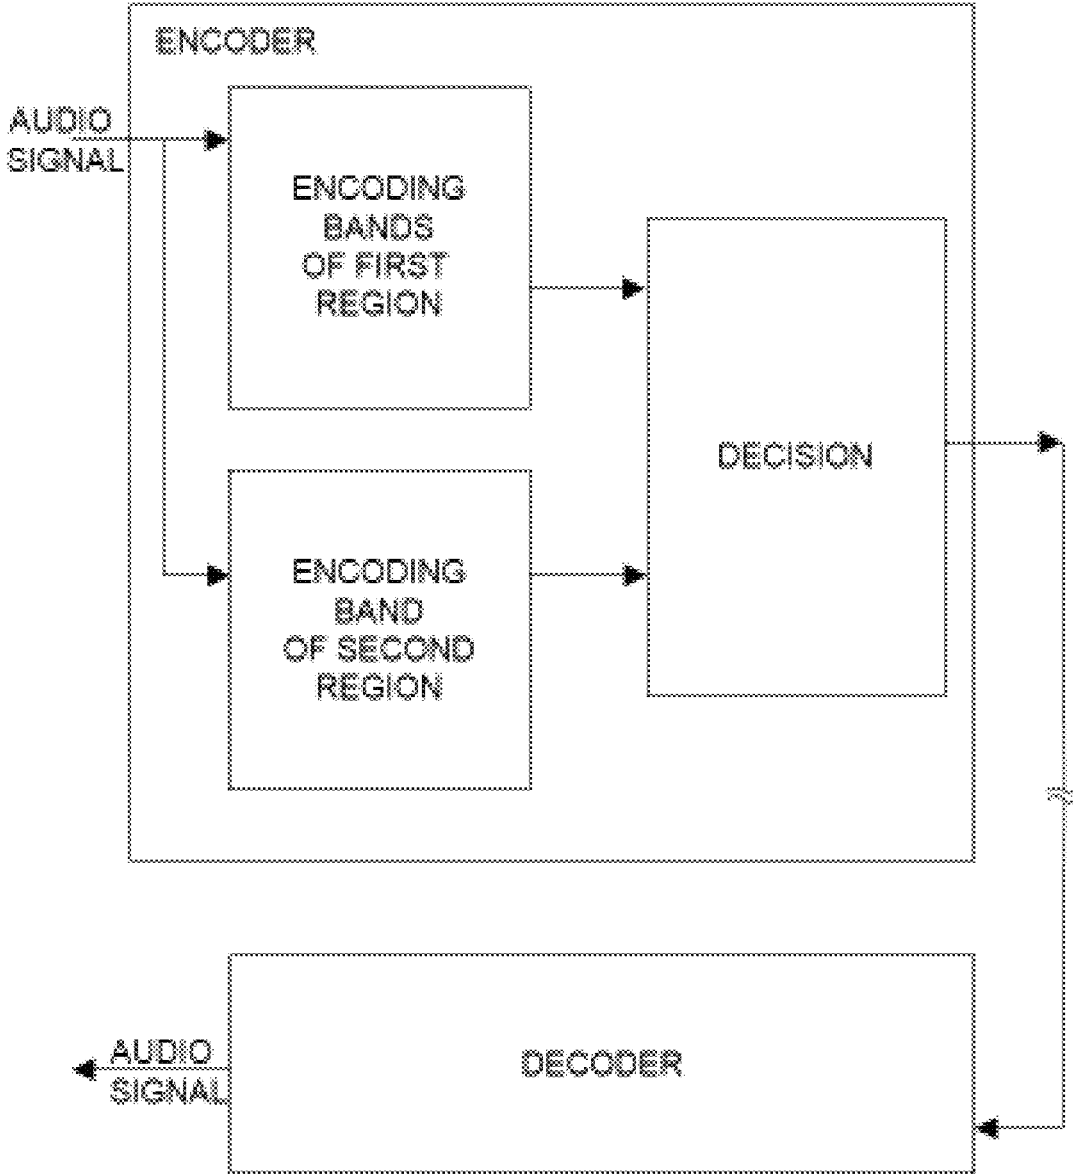 ENCODER
AUDIO
SIGNAL
ENCODING
BANDS
OF FIRST
REGION
DECISION
ENCODING
BAND
OF SECOND
REGION
AUDIO
SIGNAL
DECODER